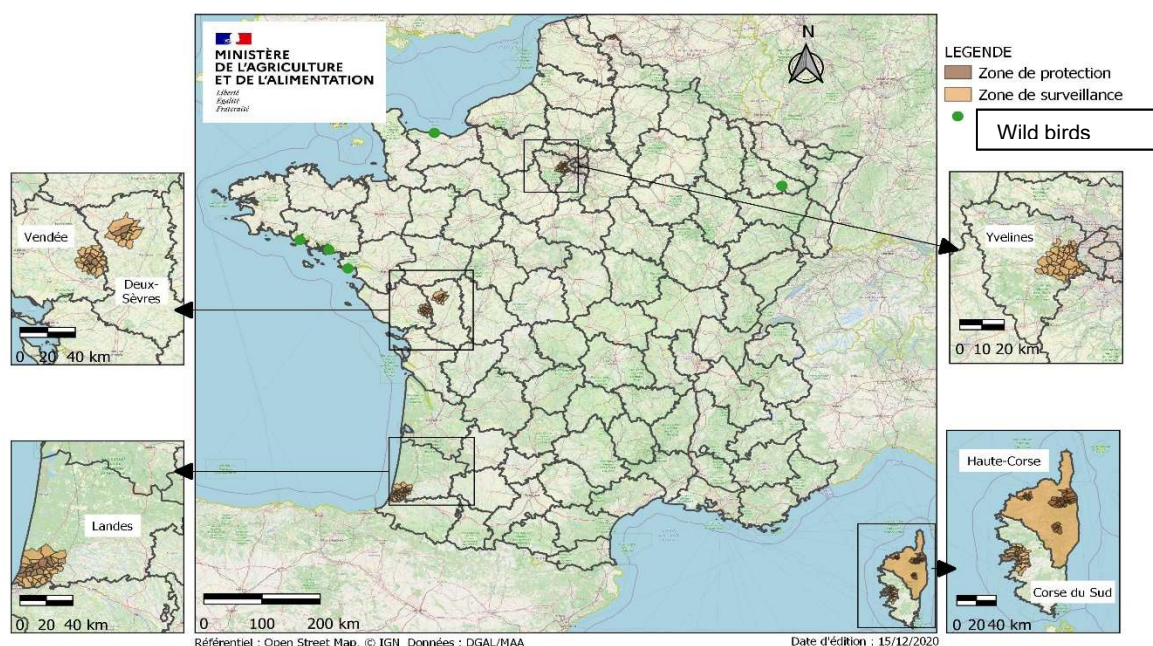 MINISTÈRE
DE L'AGRICULTURE
ET DE L'ALIMENTATION
Liberté
Égalité
Fraternité
N
LEGENDE
Zone de protection
Zone de surveillance
Wild birds
Vendée
Deux-
Sèvres
0 20 40 km
Yvelines
0 10 20 km
Landes
0 20 40 km
Haute-Corse
Corse du Sud
0 20 40 km
0 100 200 km
Référentiel : Open Street Map, © IGN Données : DGAL/MAA
Date d'édition : 15/12/2020